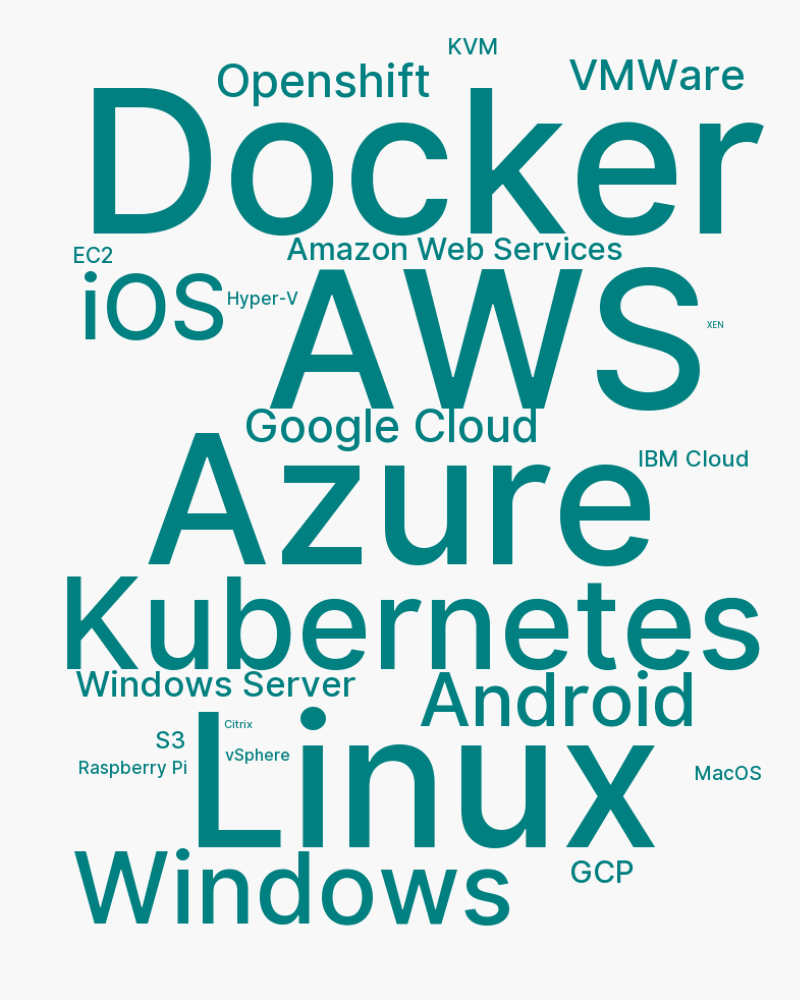 KVM
Openshift
VMWare
Docker
Amazon Web Services
EC2
iOS
Hyper-V
AWS
XEN
Google Cloud
IBM Cloud
Azure
Kubernetes
Windows Server
Android
Citrix
S3
vSphere
Raspberry Pi
Linux
MacOS
Windows
GCP